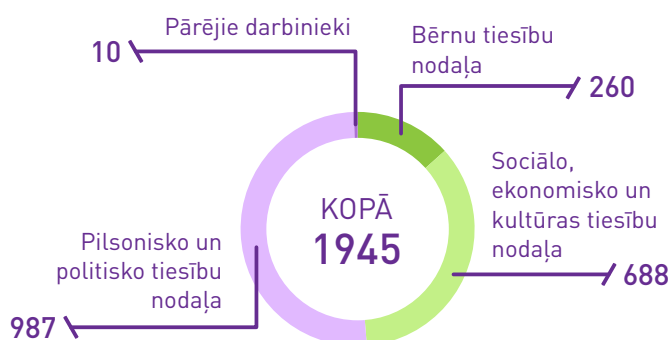 Pārējie darbinieki
10
Bērnu tiesību
nodaļa
260
Sociālo,
ekonomisko un
kultūras tiesību
nodaļa
688
KOPĀ
1945
Pilsonisko un
politisko tiesību
nodaļa
987